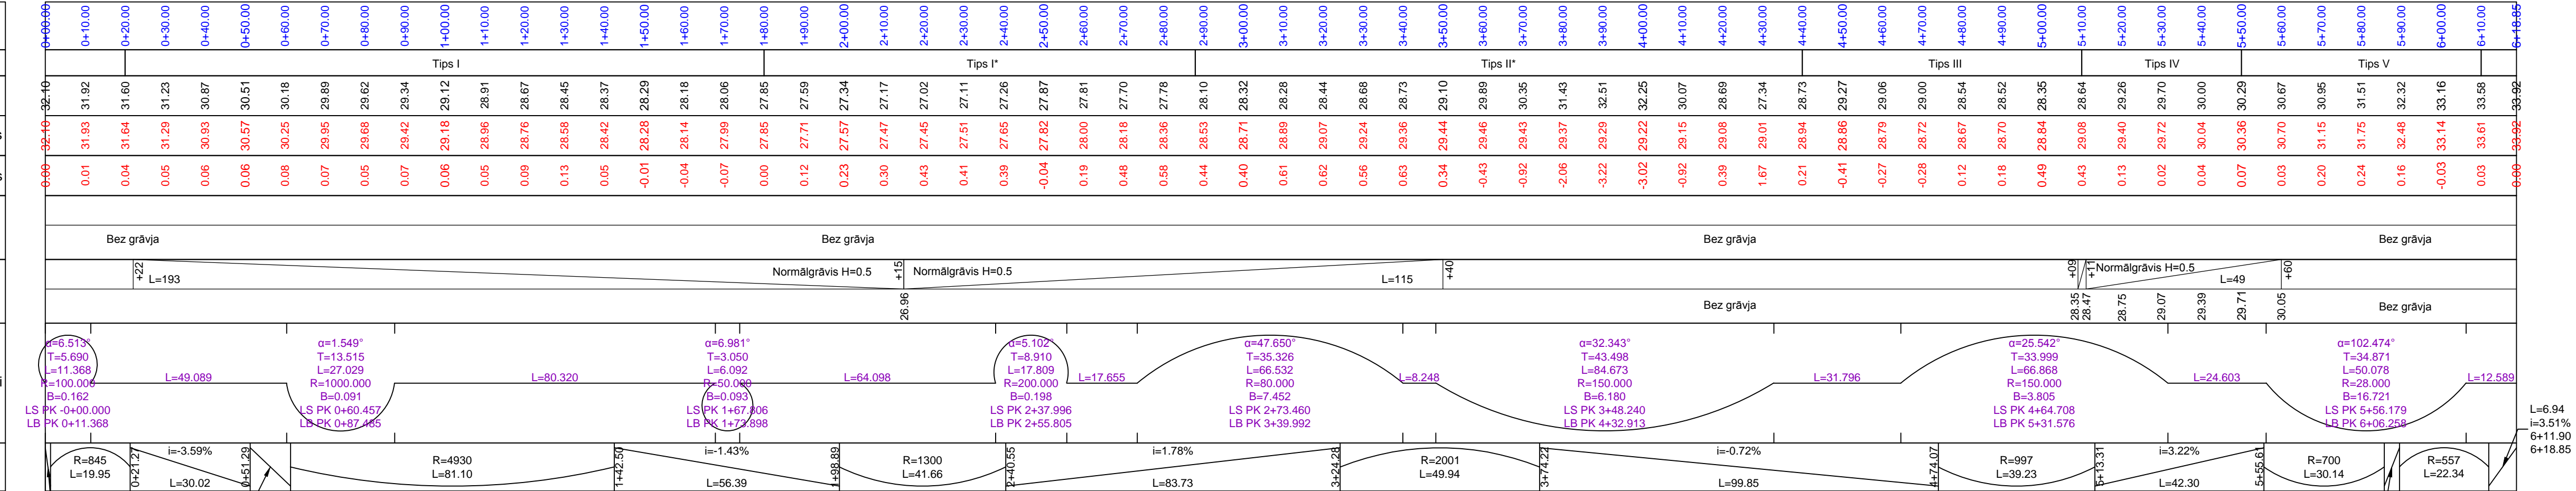 0+00.00 0+10.00 0+20.00 0+30.00 0+40.00 0+50.00 0+60.00 0+70.00 0+80.00 0+90.00 1+00.00 1+10.00 1+20.00 1+30.00 1+40.00 1+50.00 1+60.00 1+70.00 1+80.00 1+90.00 2+00.00 2+10.00 2+20.00 2+30.00 2+40.00 2+50.00 2+60.00 2+70.00 2+80.00 2+90.00 3+00.00 3+10.00 3+20.00 3+30.00 3+40.00 3+50.00 3+60.00 3+70.00 3+80.00 3+90.00 4+00.00 4+10.00 4+20.00 4+30.00 4+40.00 4+50.00 4+60.00 4+70.00 4+80.00 4+90.00 5+00.00 5+10.00 5+20.00 5+30.00 5+40.00 5+50.00 5+60.00 5+70.00 5+80.00 5+90.00 6+00.00 6+10.00 6+18.85
Tips I Tips I* Tips II* Tips III Tips IV Tips V
32.10 31.92 31.60 31.23 30.87 30.51 30.18 29.89 29.62 29.34 29.12 28.91 28.67 28.45 28.37 28.29 28.18 28.06 27.85 27.59 27.34 27.17 27.02 27.11 27.26 27.87 27.81 27.70 27.78 28.10 28.32 28.28 28.44 28.68 28.73 29.10 29.89 30.35 31.43 32.51 32.25 30.07 28.69 27.34 28.73 29.27 29.06 29.00 28.54 28.52 28.35 28.64 29.26 29.70 30.00 30.29 30.67 30.95 31.51 32.32 33.16 33.58 33.92
s 32.10 31.93 31.64 31.29 30.93 30.57 30.25 29.95 29.68 29.42 29.18 28.96 28.76 28.58 28.42 28.28 28.14 27.99 27.85 27.71 27.57 27.47 27.45 27.51 27.65 27.82 28.00 28.18 28.36 28.53 28.71 28.89 29.07 29.24 29.36 29.44 29.46 29.43 29.37 29.29 29.22 29.15 29.08 29.01 28.94 28.86 28.79 28.72 28.67 28.70 28.84 29.08 29.40 29.72 30.04 30.36 30.70 31.15 31.75 32.48 33.14 33.61 33.92
s 0.00 0.01 0.04 0.05 0.06 0.06 0.08 0.07 0.05 0.07 0.06 0.05 0.09 0.13 0.05 -0.01 -0.04 -0.07 0.00 0.12 0.23 0.30 0.43 0.41 0.39 -0.04 0.19 0.48 0.58 0.44 0.40 0.61 0.62 0.56 0.63 0.34 -0.43 -0.92 -2.06 -3.22 -3.02 -0.92 0.39 1.67 0.21 -0.41 -0.27 -0.28 0.12 0.18 0.49 0.43 0.13 0.02 0.04 0.07 0.03 0.20 0.24 0.16 -0.03 0.03 0.00
Bez grāvja Bez grāvja Bez grāvja Bez grāvja
+22 L=193 Normālgrāvis H=0.5 +15 Normālgrāvis H=0.5 L=115 +40 +09 +11 Normālgrāvis H=0.5 L=49 +60
26.96 Bez grāvja 28.35 28.47 28.75 29.07 29.39 29.71 30.05 Bez grāvja
α=6.513° α=1.549° α=6.981° α=5.102° α=47.650° α=32.343° α=25.542° α=102.474°
T=5.690 T=13.515 T=3.050 T=8.910 T=35.326 T=43.498 T=33.999 T=34.871
L=11.368 L=27.029 L=6.092 L=17.809 L=66.532 L=84.673 L=66.868 L=50.078
i L=49.089 L=80.320 L=64.098 L=17.655 L=8.248 L=31.796 L=24.603 L=12.589
R=100.000 R=1000.000 R=50.000 R=200.000 R=80.000 R=150.000 R=150.000 R=28.000
B=0.162 B=0.091 B=0.093 B=0.198 B=7.452 B=6.180 B=3.805 B=16.721
LS PK -0+00.000 LS PK 0+60.457 LS PK 1+67.806 LS PK 2+37.996 LS PK 2+73.460 LS PK 3+48.240 LS PK 4+64.708 LS PK 5+56.179
LB PK 0+11.368 LB PK 0+87.485 LB PK 1+73.898 LB PK 2+55.805 LB PK 3+39.992 LB PK 4+32.913 LB PK 5+31.576 LB PK 6+06.258
R=845 0+21.27 i=-3.59% 0+51.29 R=4930 1+42.50 i=-1.43% 1+98.89 R=1300 2+40.55 i=1.78% 3+24.28 R=2001 3+74.22 i=-0.72% 4+74.07 R=997 5+13.31 i=3.22% 5+55.61 R=700 R=557
L=19.95 L=30.02 L=81.10 L=56.39 L=41.66 L=83.73 L=49.94 L=99.85 L=39.23 L=42.30 L=30.14 L=22.34
L=6.94
i=3.51%
6+11.90
6+18.85